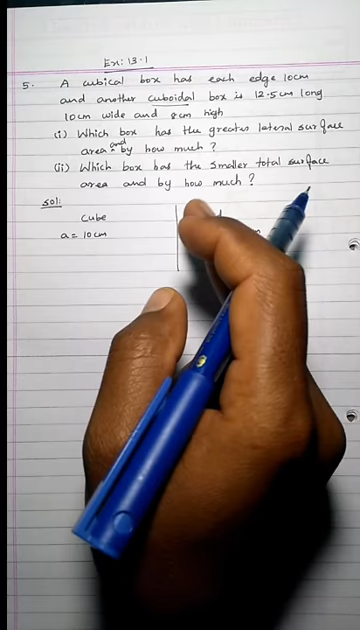 Ex: 13.1
5. A cubical box has each edge 10cm
and another cuboidal box is 12.5cm long
10cm wide and 8cm high
(i) Which box has the greater lateral surface
area and by how much ?
(ii) Which box has the smaller total surface
area and by how much ?
Sol:
Cube
a = 10cm